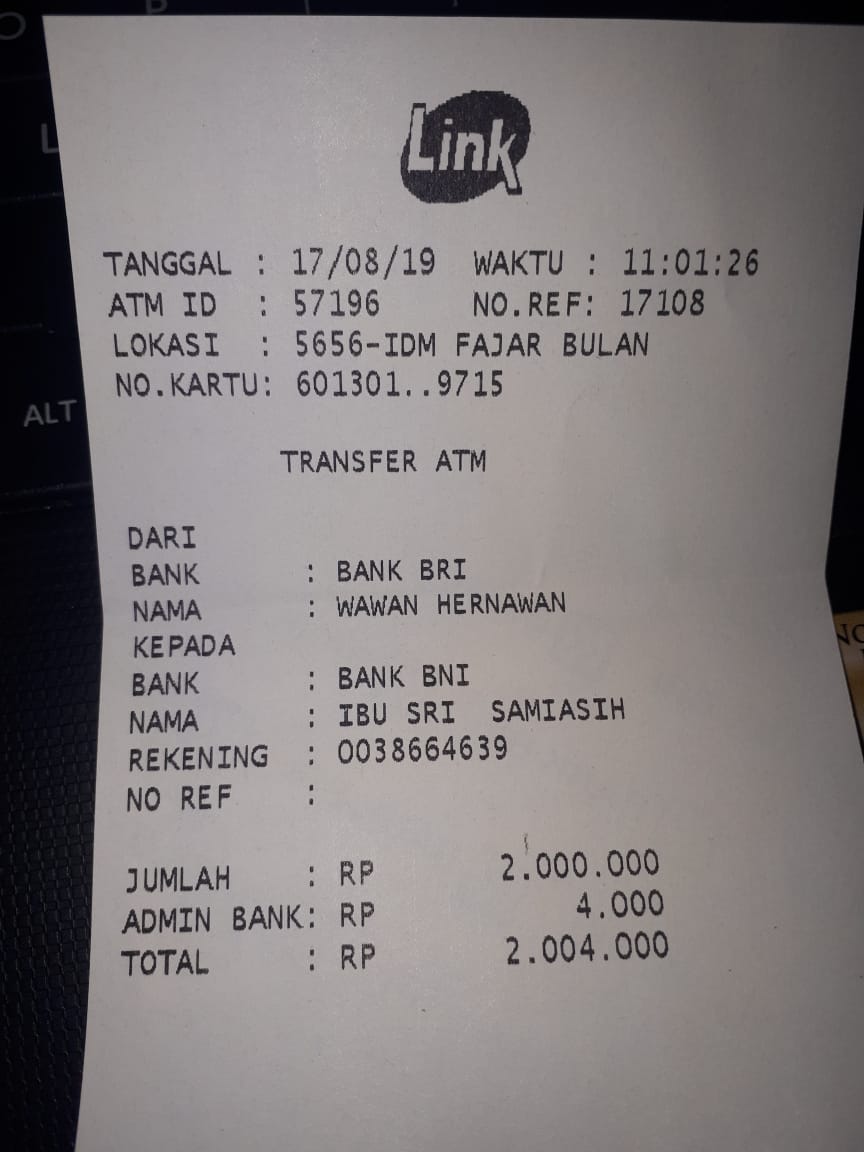 Link
TANGGAL : 17/08/19 WAKTU : 11:01:26
ATM ID : 57196 NO.REF: 17108
LOKASI : 5656-IDM FAJAR BULAN
NO.KARTU: 601301..9715
TRANSFER ATM
DARI
BANK : BANK BRI
NAMA : WAWAN HERNAWAN
KEPADA
BANK : BANK BNI
NAMA : IBU SRI SAMIASIH
REKENING : 0038664639
NO REF :
JUMLAH : RP 2.000.000
ADMIN BANK: RP 4.000
TOTAL : RP 2.004.000
ALT
L